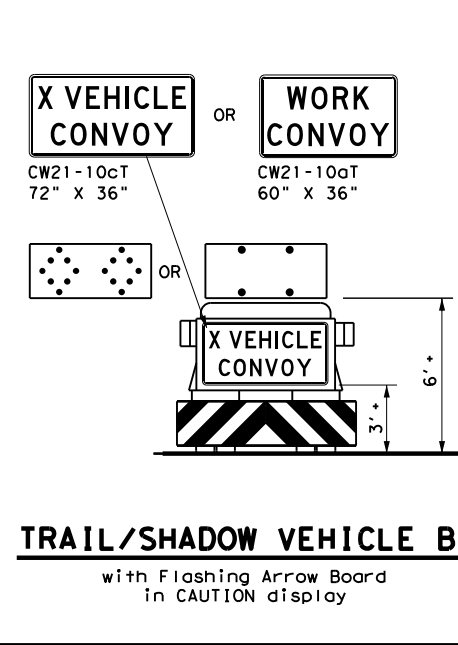 X VEHICLE
CONVOY
OR
WORK
CONVOY
CW21-10cT
72" X 36"
CW21-10aT
60" X 36"
OR
X VEHICLE
CONVOY
6' +
3' +
TRAIL/SHADOW VEHICLE B
with Flashing Arrow Board
in CAUTION display